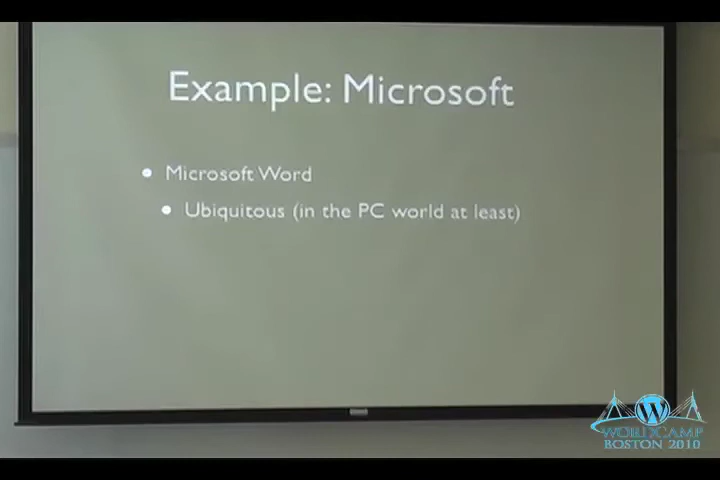 Example: Microsoft
• Microsoft Word
• Ubiquitous (in the PC world at least)
WORDCAMP
BOSTON 2010